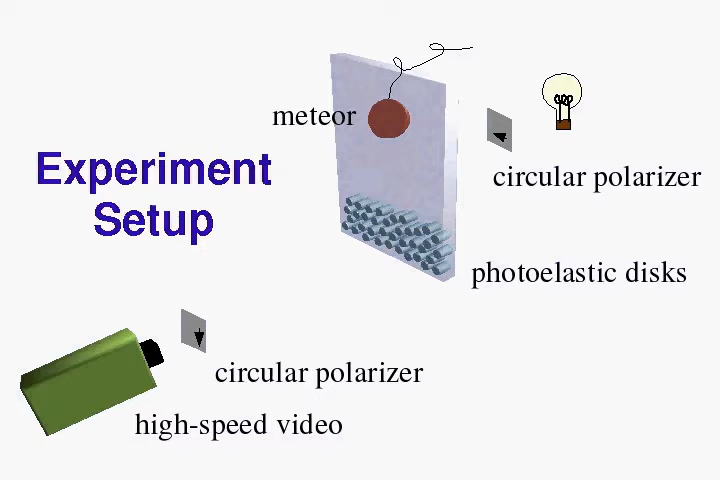 meteor
Experiment
Setup
circular polarizer
photoelastic disks
circular polarizer
high-speed video